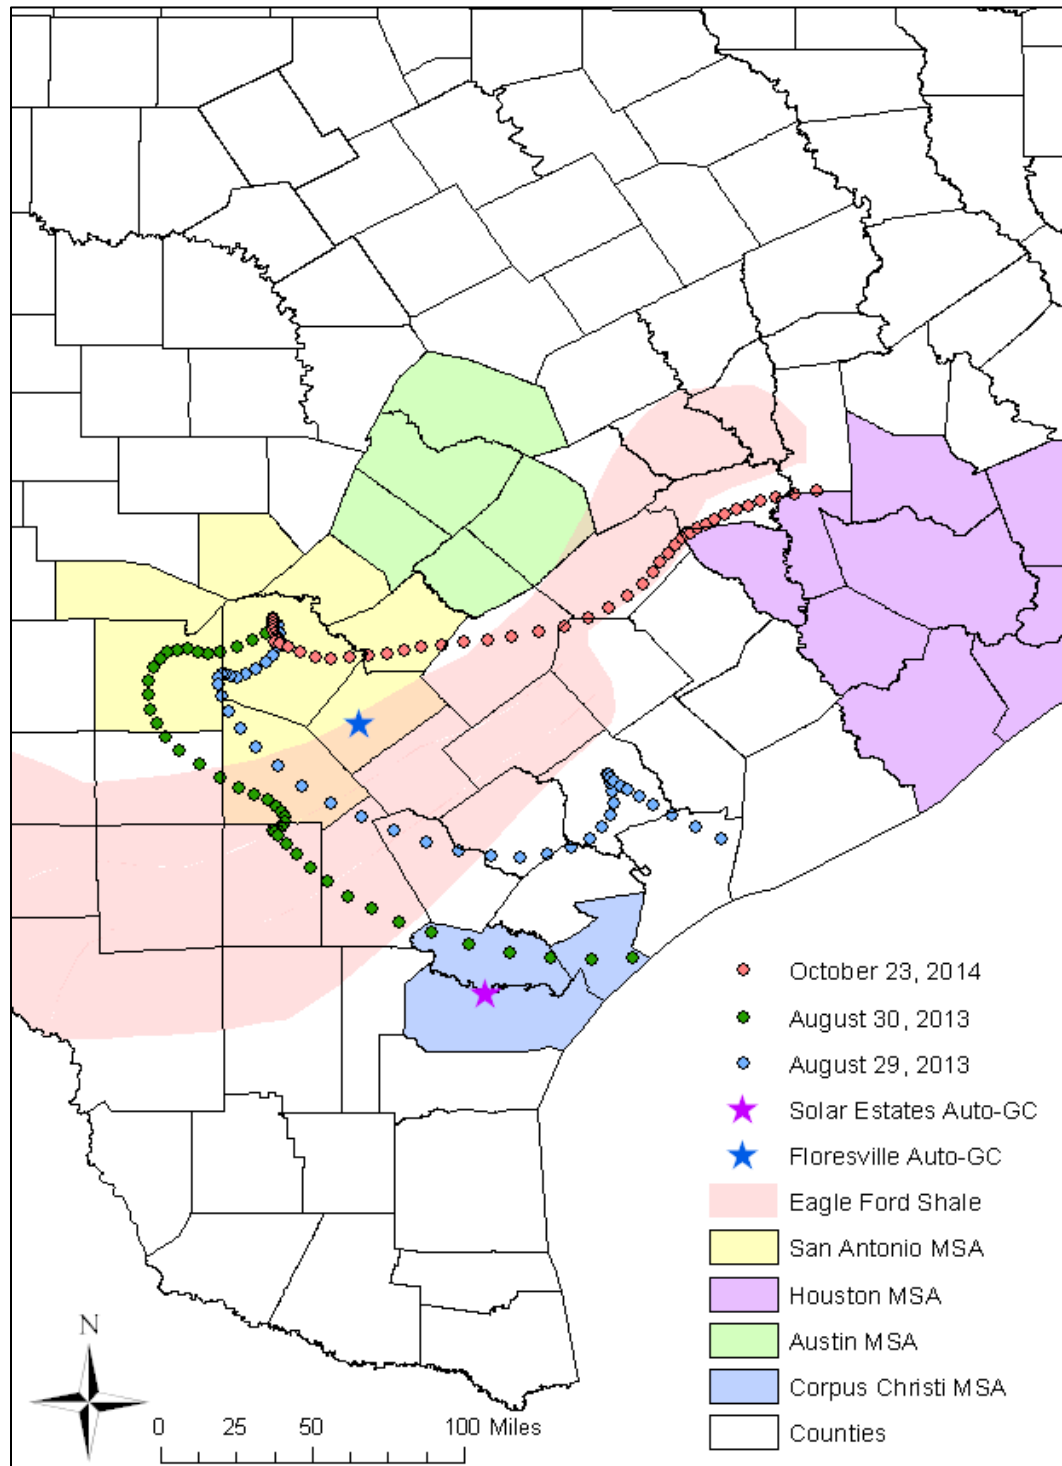 October 23, 2014
August 30, 2013
August 29, 2013
Solar Estates Auto-GC
Floresville Auto-GC
Eagle Ford Shale
San Antonio MSA
Houston MSA
Austin MSA
Corpus Christi MSA
Counties
N
0 25 50 100 Miles